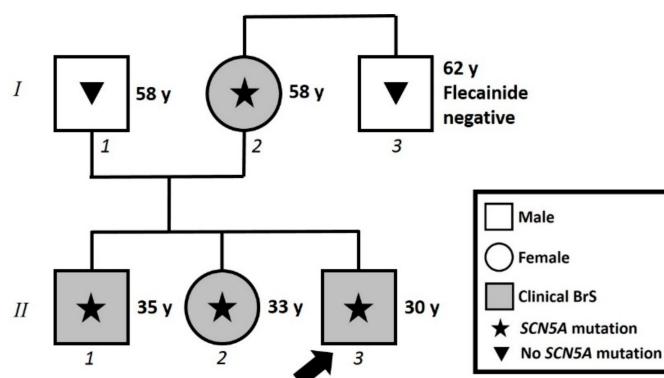 I
58 y
58 y
62 y
Flecainide
negative
1
2
3
II
35 y
33 y
30 y
1
2
3
Male
Female
Clinical BrS
SCN5A mutation
No SCN5A mutation